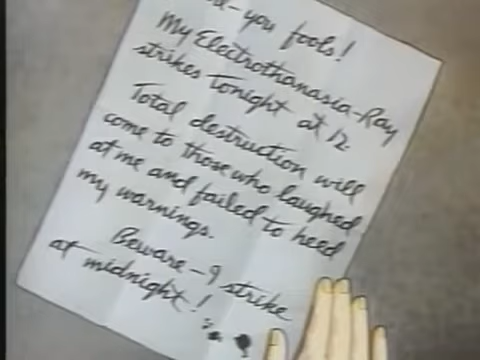 you fools!
My Electrothanasia-Ray
strikes tonight at 12.
Total destruction will
come to those who laughed
at me and failed to heed
my warnings.
Beware - I strike
at midnight!